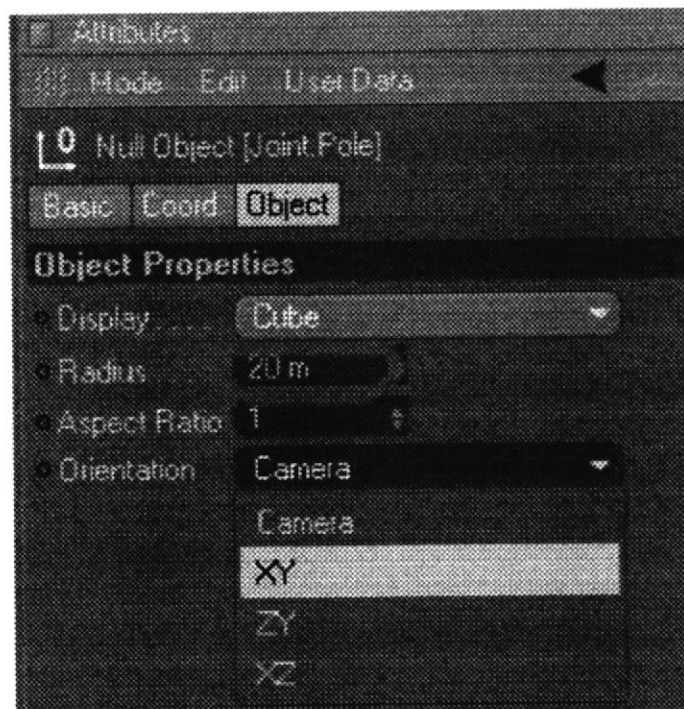 Attributes
Mode Edit User Data
Null Object [Joint.Pole]
Basic Coord Object
Object Properties
Display Cube
Radius 20 m
Aspect Ratio 1
Orientation Camera
Camera
XY
ZY
XZ